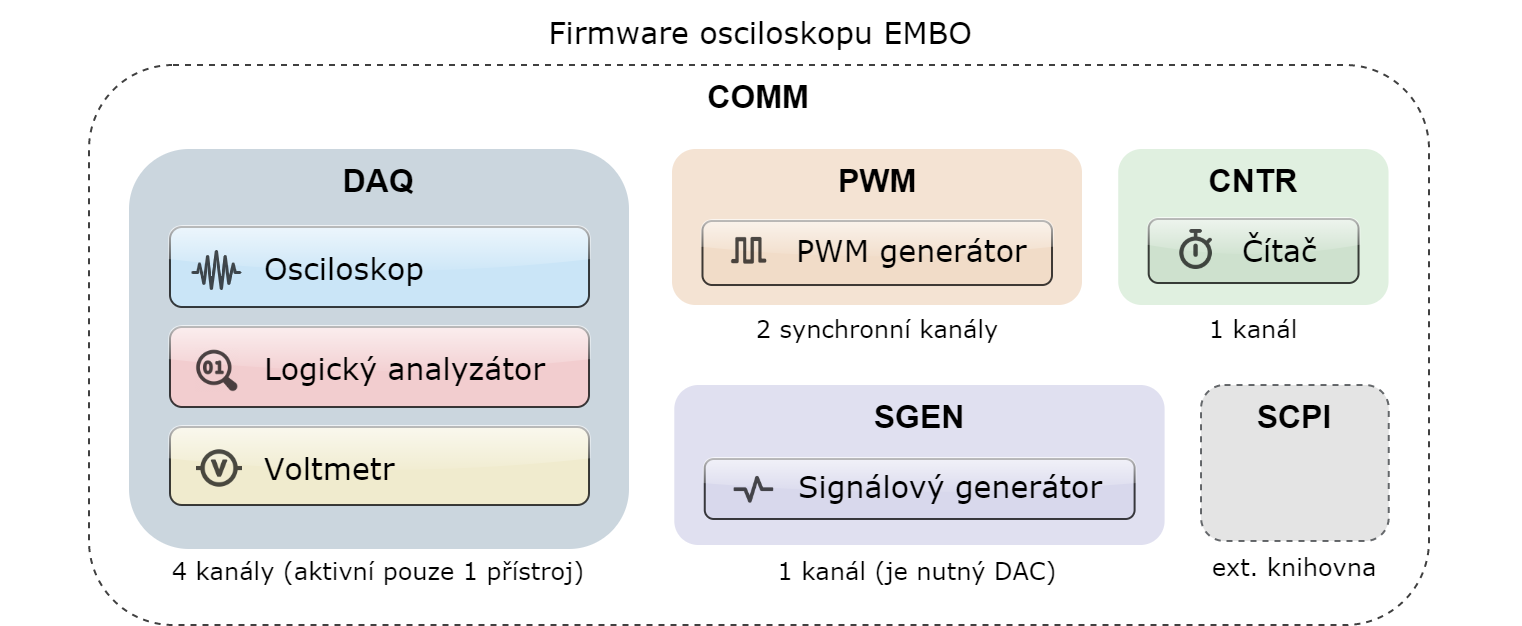 Firmware osciloskopu EMBO
COMM
DAQ
Osciloskop
01
Logický analyzátor
V
Voltmetr
4 kanály (aktivní pouze 1 přístroj)
PWM
PWM generátor
2 synchronní kanály
CNTR
Čítač
1 kanál
SGEN
Signálový generátor
1 kanál (je nutný DAC)
SCPI
ext. knihovna